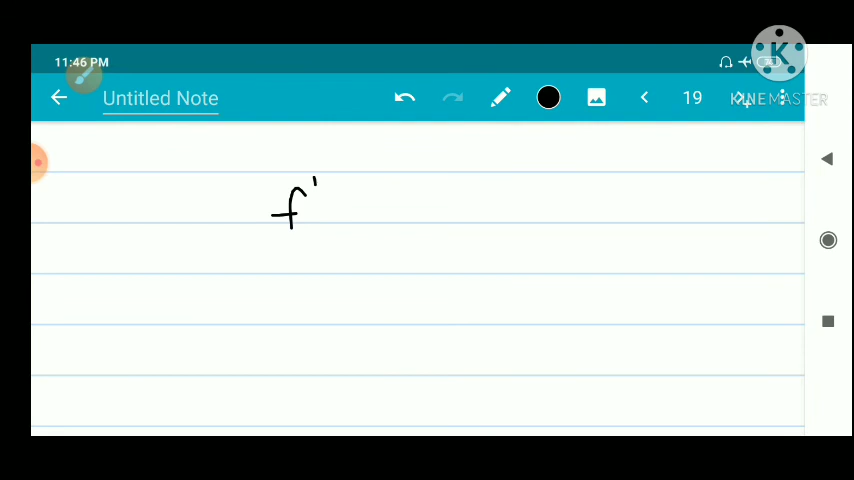 11:46 PM
KINEMASTER
Untitled Note
19
f'